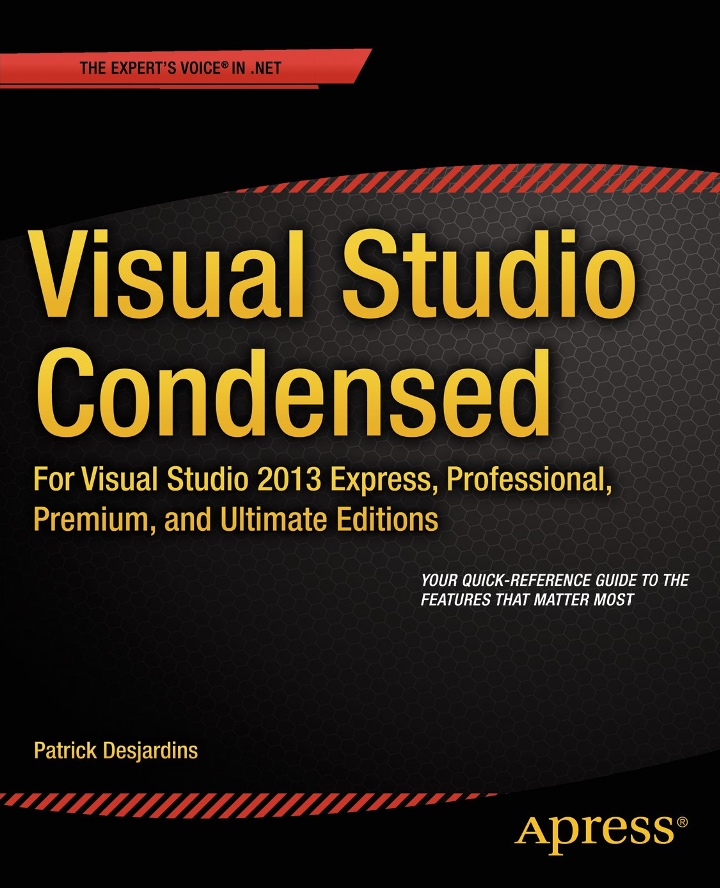 THE EXPERT'S VOICE® IN .NET
Visual Studio
Condensed
For Visual Studio 2013 Express, Professional,
Premium, and Ultimate Editions
YOUR QUICK-REFERENCE GUIDE TO THE
FEATURES THAT MATTER MOST
Patrick Desjardins
Apress®